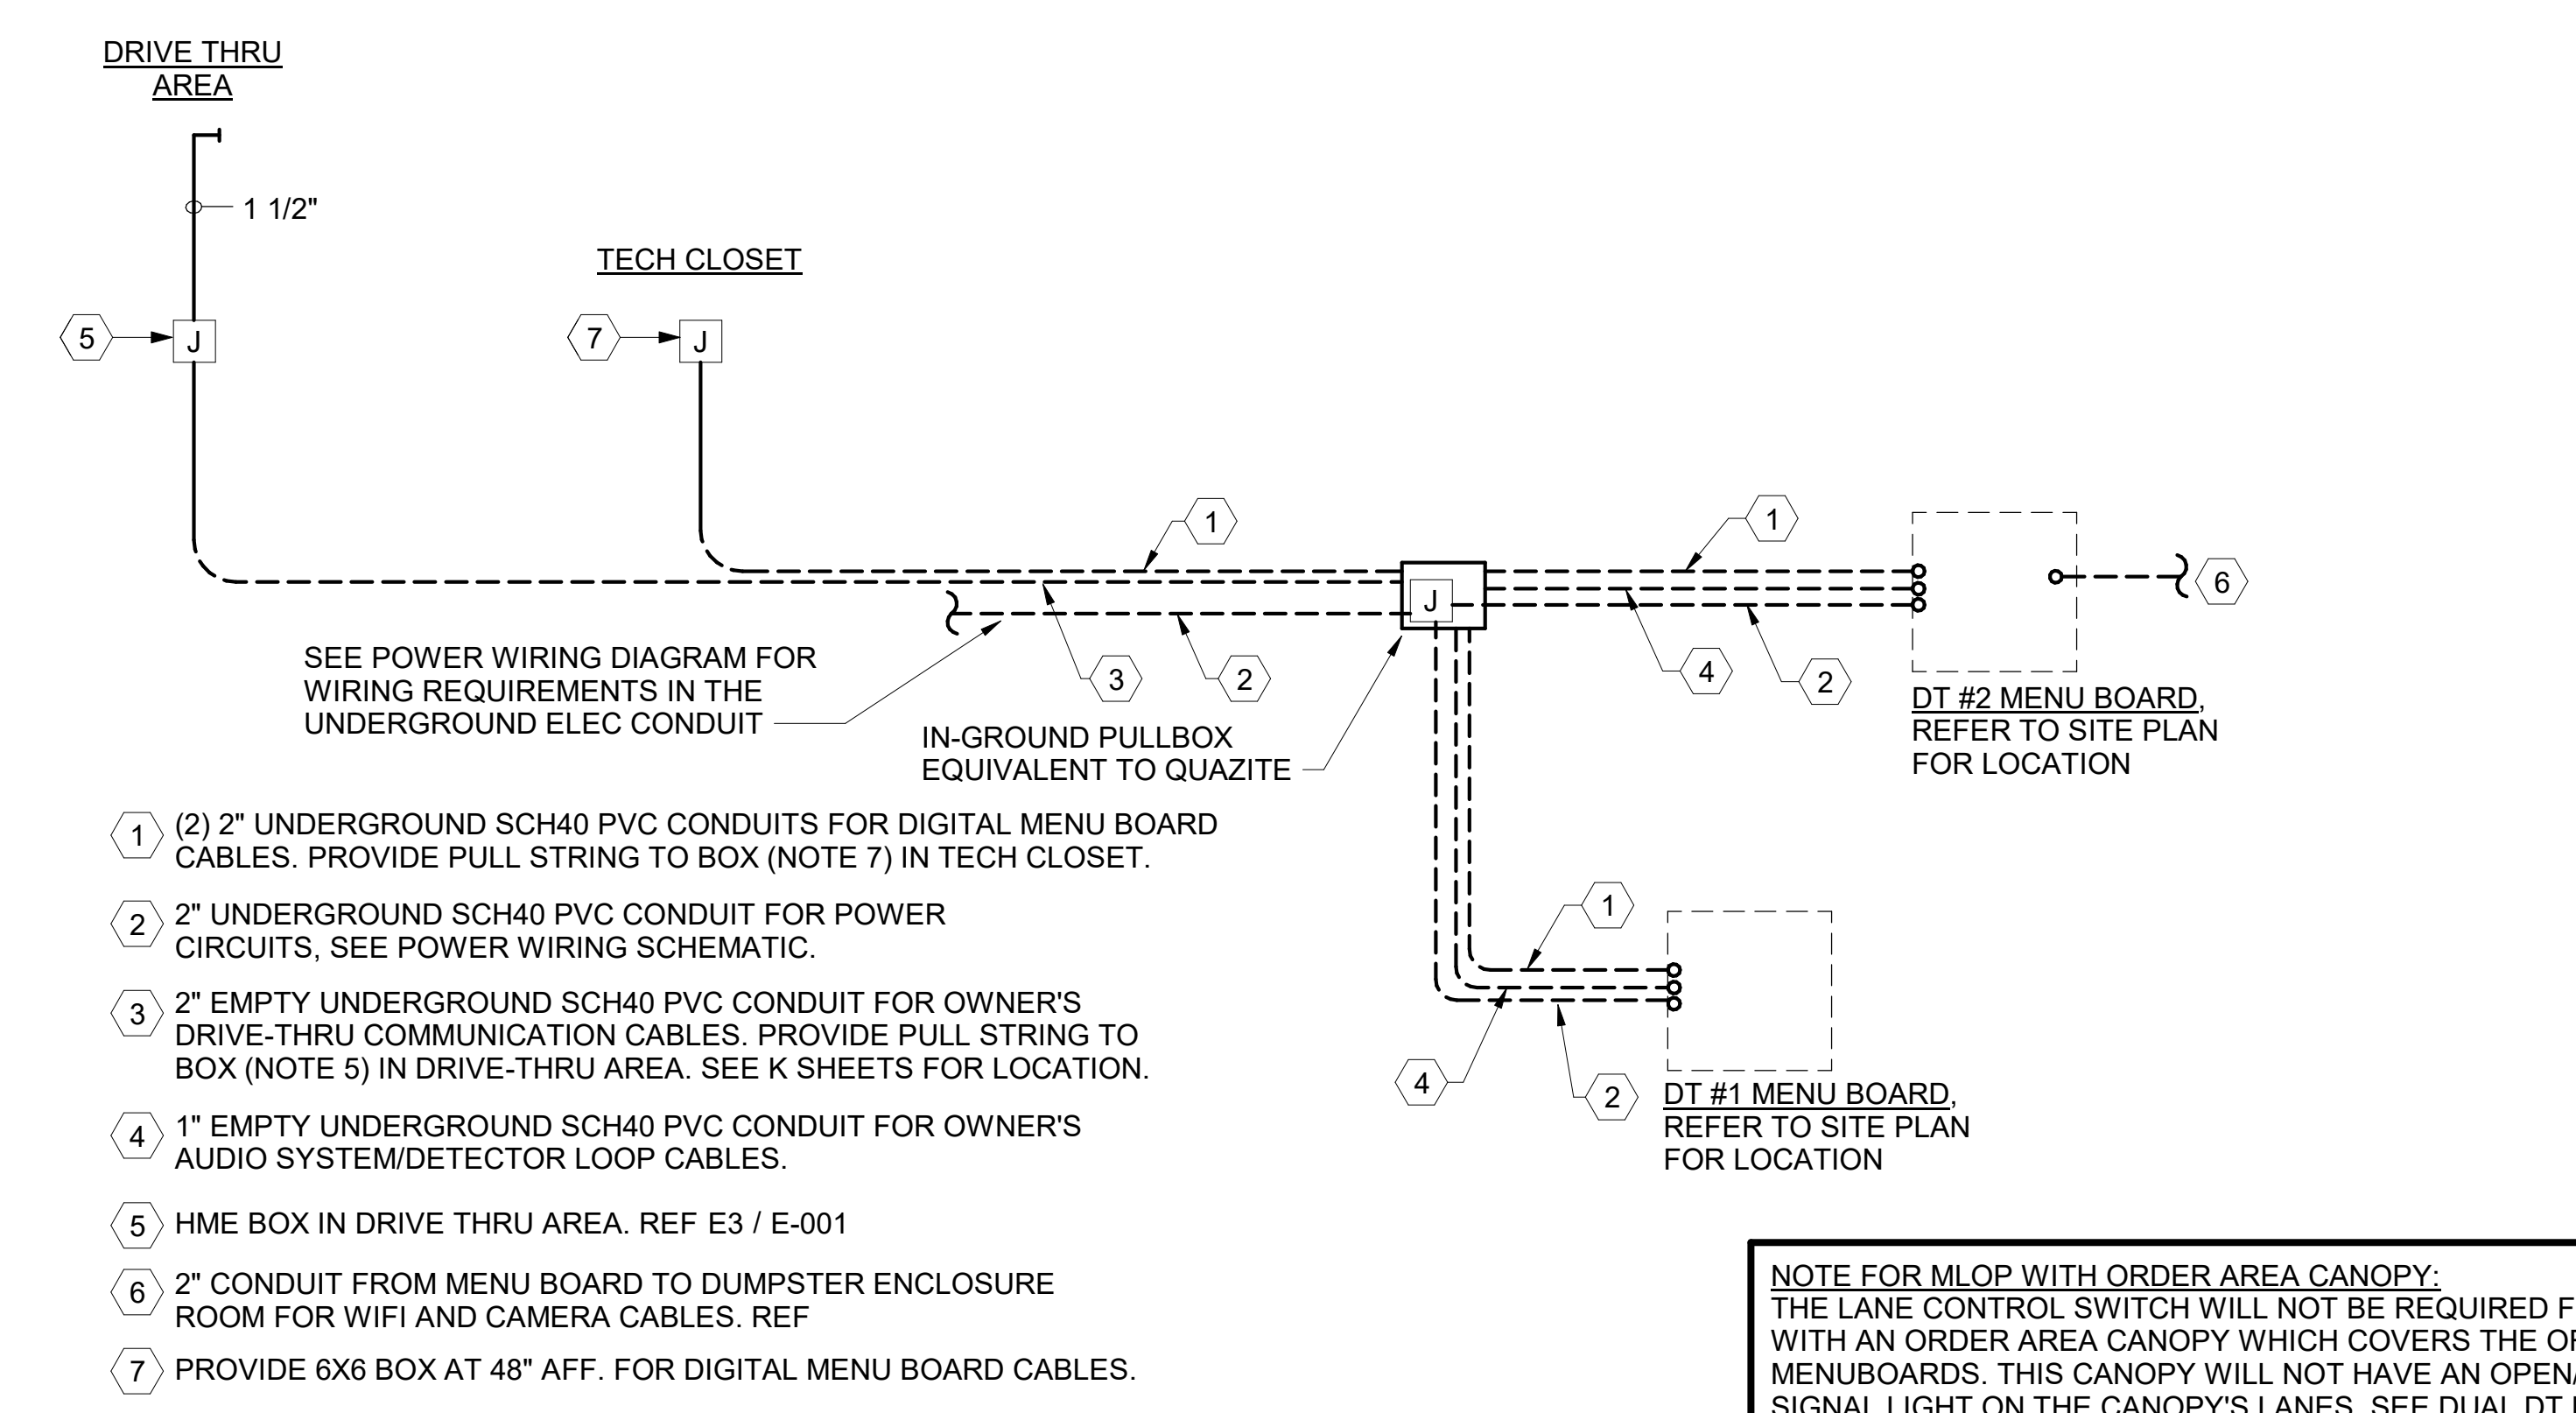 DRIVE THRU
AREA
1 1/2"
TECH CLOSET
5
J
7
J
1
1
J
6
SEE POWER WIRING DIAGRAM FOR
WIRING REQUIREMENTS IN THE
UNDERGROUND ELEC CONDUIT
3
2
4
2
IN-GROUND PULLBOX
EQUIVALENT TO QUAZITE
DT #2 MENU BOARD,
REFER TO SITE PLAN
FOR LOCATION
1
4
2
DT #1 MENU BOARD,
REFER TO SITE PLAN
FOR LOCATION
1 (2) 2" UNDERGROUND SCH40 PVC CONDUITS FOR DIGITAL MENU BOARD
CABLES. PROVIDE PULL STRING TO BOX (NOTE 7) IN TECH CLOSET.
2 2" UNDERGROUND SCH40 PVC CONDUIT FOR POWER
CIRCUITS, SEE POWER WIRING SCHEMATIC.
3 2" EMPTY UNDERGROUND SCH40 PVC CONDUIT FOR OWNER'S
DRIVE-THRU COMMUNICATION CABLES. PROVIDE PULL STRING TO
BOX (NOTE 5) IN DRIVE-THRU AREA. SEE K SHEETS FOR LOCATION.
4 1" EMPTY UNDERGROUND SCH40 PVC CONDUIT FOR OWNER'S
AUDIO SYSTEM/DETECTOR LOOP CABLES.
5 HME BOX IN DRIVE THRU AREA. REF E3 / E-001
6 2" CONDUIT FROM MENU BOARD TO DUMPSTER ENCLOSURE
ROOM FOR WIFI AND CAMERA CABLES. REF
7 PROVIDE 6X6 BOX AT 48" AFF. FOR DIGITAL MENU BOARD CABLES.
NOTE FOR MLOP WITH ORDER AREA CANOPY:
THE LANE CONTROL SWITCH WILL NOT BE REQUIRED
WITH AN ORDER AREA CANOPY WHICH COVERS THE
MENUBOARDS. THIS CANOPY WILL NOT HAVE AN OPEN/
SIGNAL LIGHT ON THE CANOPY'S LANES. SEE DUAL DT